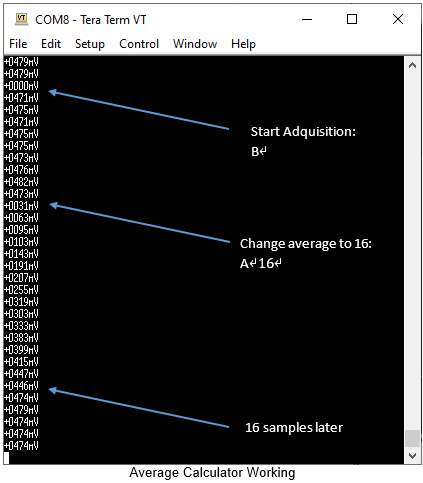 COM8 - Tera Term VT
File Edit Setup Control Window Help
+0479mV
+0479mV
+0000mV
+0471mV
+0475mV
+0471mV
+0475mV
+0475mV
+0473mV
+0476mV
+0482mV
+0473mV
+0031mV
+0063mV
+0095mV
+0103mV
+0143mV
+0191mV
+0207mV
+0255mV
+0319mV
+0303mV
+0333mV
+0383mV
+0399mV
+0415mV
+0447mV
+0446mV
+0474mV
+0479mV
+0474mV
+0474mV
+0474mV
Start Adquisition:
B↲
Change average to 16:
A↲16↲
16 samples later
Average Calculator Working